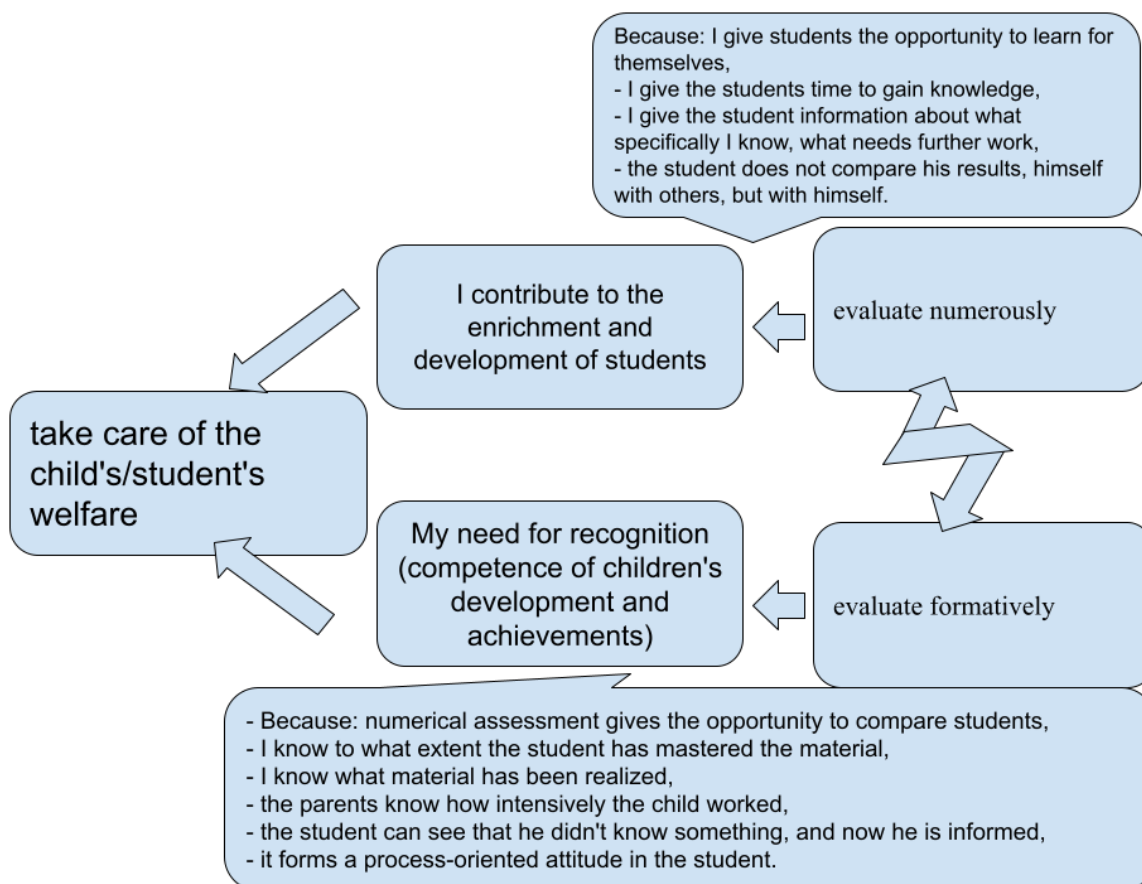 Because: I give students the opportunity to learn for
themselves,
- I give the students time to gain knowledge,
- I give the student information about what
specifically I know, what needs further work,
- the student does not compare his results, himself
with others, but with himself.
I contribute to the
enrichment and
development of students
evaluate numerously
take care of the
child's/student's
welfare
My need for recognition
(competence of children's
development and
achievements)
evaluate formatively
- Because: numerical assessment gives the opportunity to compare students,
- I know to what extent the student has mastered the material,
- I know what material has been realized,
- the parents know how intensively the child worked,
- the student can see that he didn't know something, and now he is informed,
- it forms a process-oriented attitude in the student.